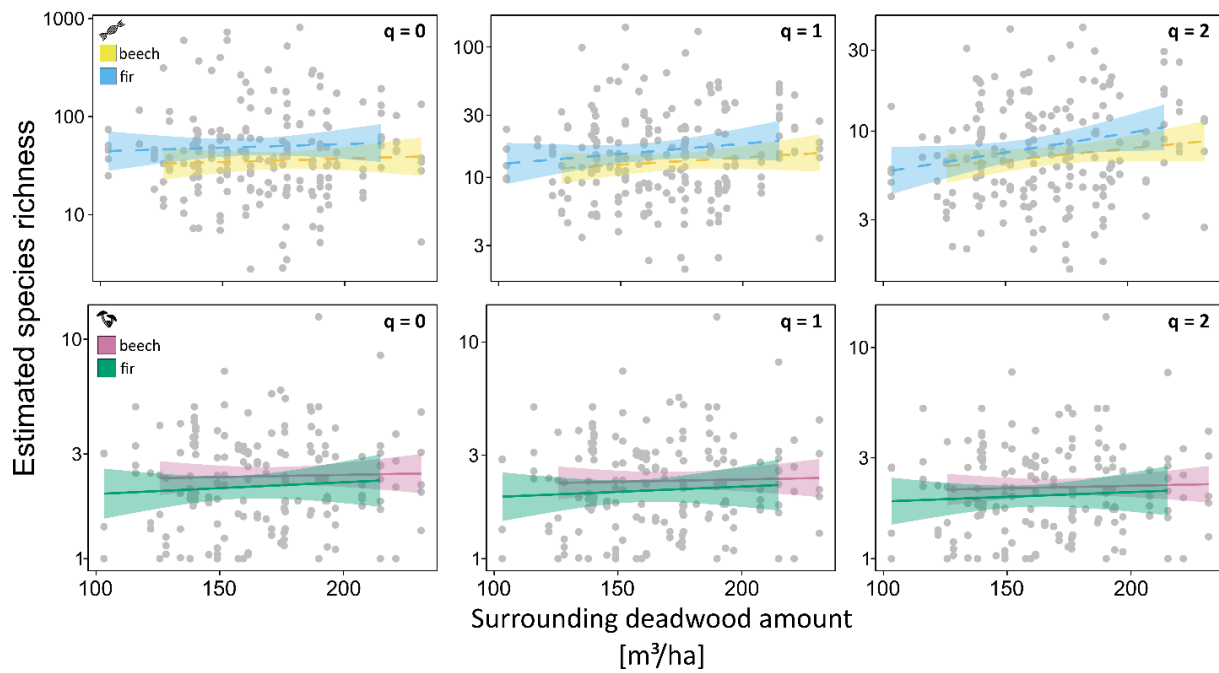 Estimated species richness
1000
100
10
q = 0
beech
fir
100
30
10
3
q = 1
30
10
3
q = 2
10
3
1
q = 0
beech
fir
100
150
200
10
3
1
q = 1
100
150
200
10
3
1
q = 2
100
150
200
Surrounding deadwood amount
[m³/ha]